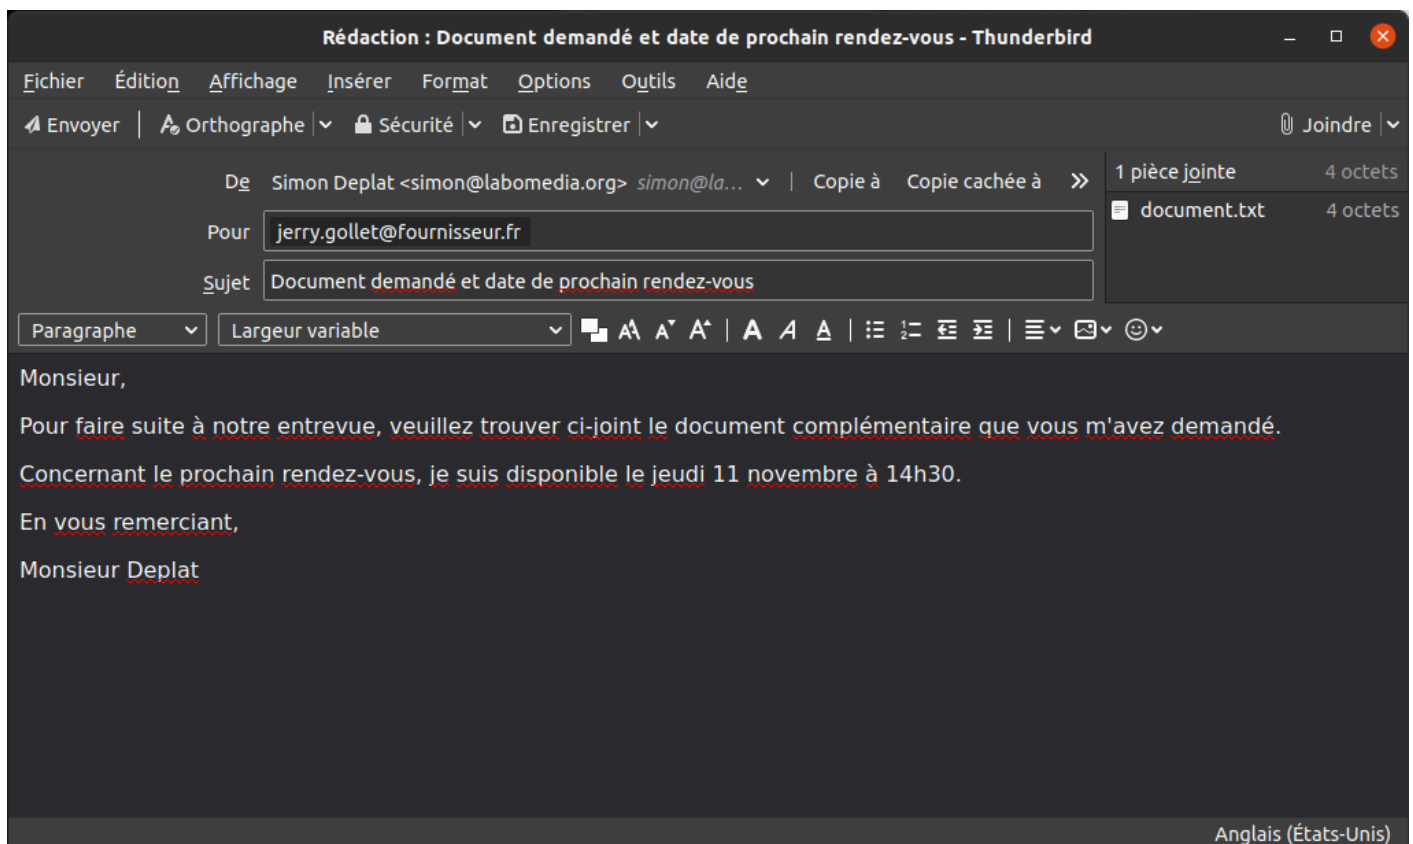 Rédaction : Document demandé et date de prochain rendez-vous - Thunderbird
Fichier Édition Affichage Insérer Format Options Outils Aide
Envoyer Orthographe Sécurité Enregistrer Joindre
De Simon Deplat <simon@labomedia.org> simon@la... Copie à Copie cachée à
1 pièce jointe 4 octets
document.txt 4 octets
Pour jerry.gollet@fournisseur.fr
Sujet Document demandé et date de prochain rendez-vous
Paragraphe Largeur variable
Monsieur,
Pour faire suite à notre entrevue, veuillez trouver ci-joint le document complémentaire que vous m'avez demandé.
Concernant le prochain rendez-vous, je suis disponible le jeudi 11 novembre à 14h30.
En vous remerciant,
Monsieur Deplat
Anglais (États-Unis)